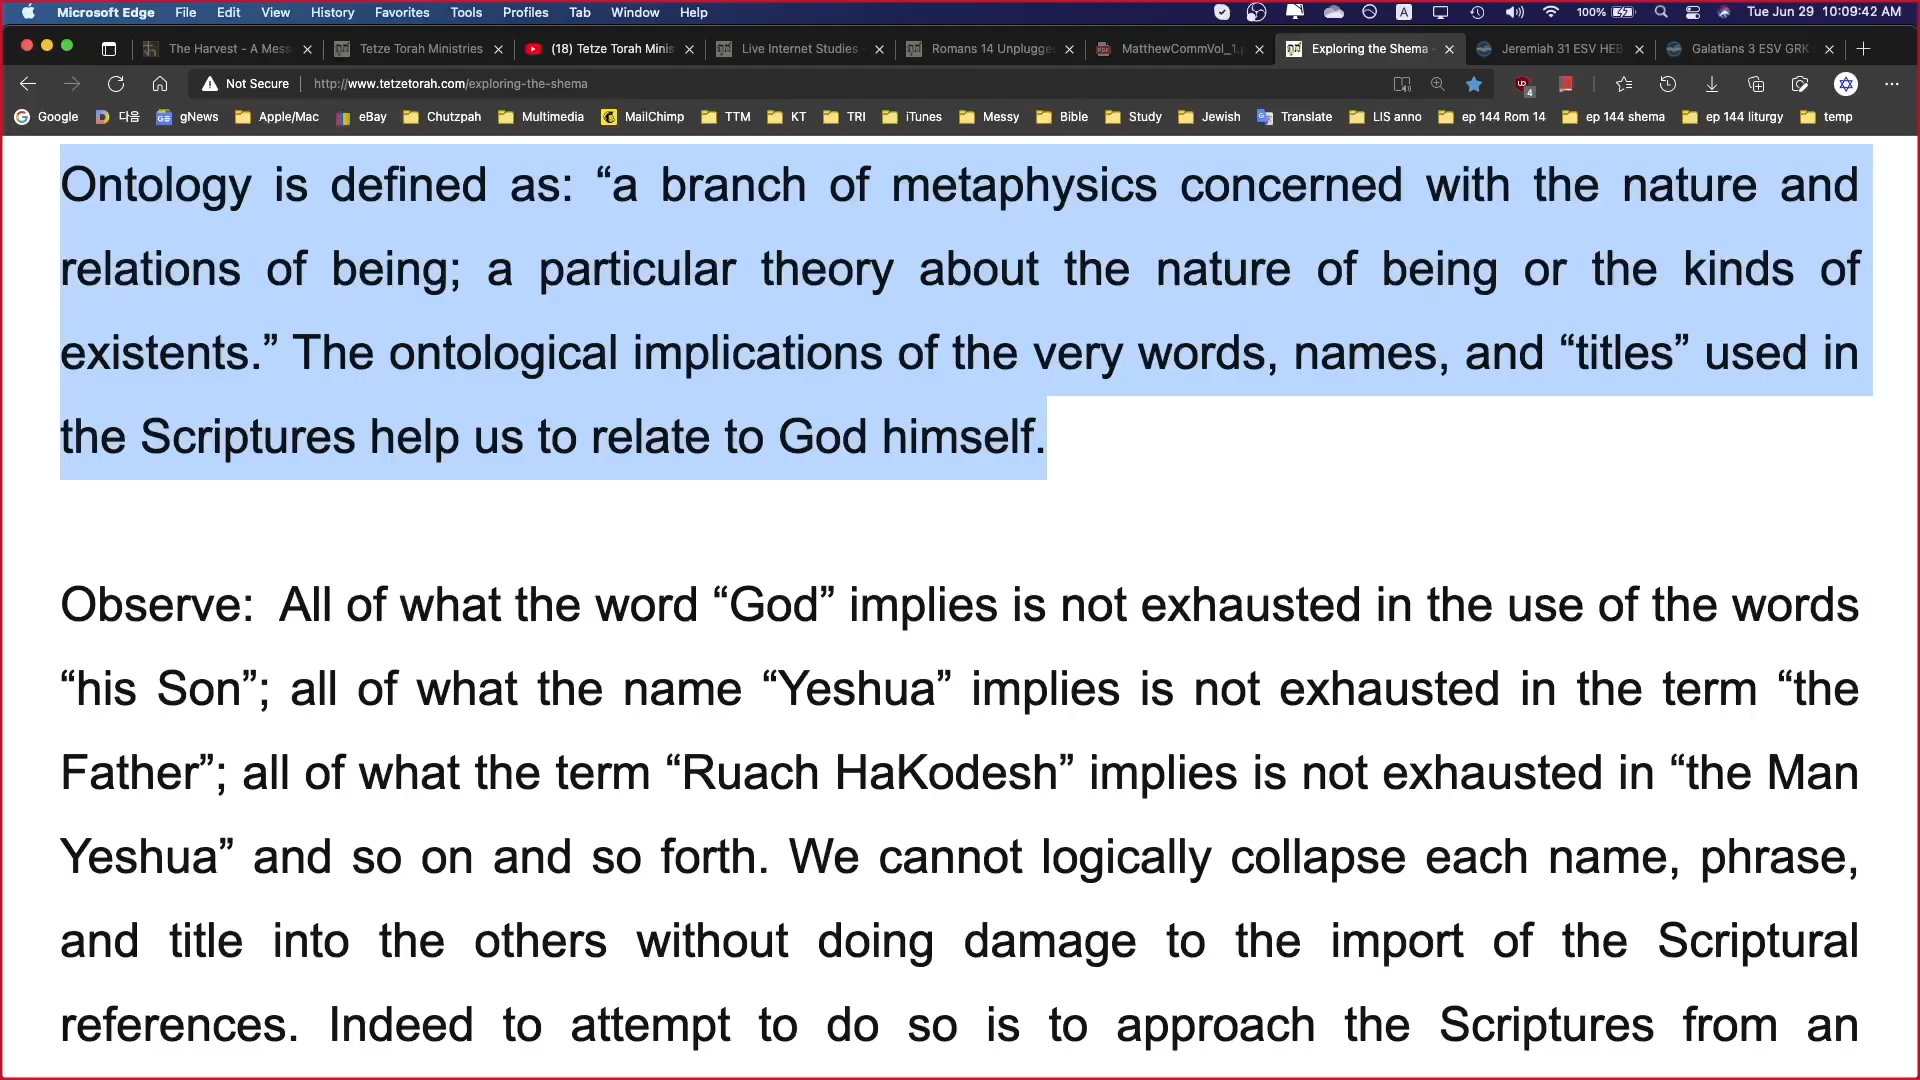 Microsoft Edge File Edit View History Favorites Tools Profiles Tab Window Help A 100% Tue Jun 29 10:09:42 AM
The Harvest - A Mess Tetze Torah Ministries (18) Tetze Torah Minis Live Internet Studies Romans 14 Unplugge MatthewCommVol_1. Exploring the Shema - Jeremiah 31 ESV HEB Galatians 3 ESV GRK
Not Secure http://www.tetzetorah.com/exploring-the-shema 4
Google 다음 gNews Apple/Mac eBay Chutzpah Multimedia MailChimp TTM KT TRI iTunes Messy Bible Study Jewish Translate LIS anno ep 144 Rom 14 ep 144 shema ep 144 liturgy temp
Ontology is defined as: “a branch of metaphysics concerned with the nature and
relations of being; a particular theory about the nature of being or the kinds of
existents.” The ontological implications of the very words, names, and “titles” used in
the Scriptures help us to relate to God himself.
Observe: All of what the word “God” implies is not exhausted in the use of the words
“his Son”; all of what the name “Yeshua” implies is not exhausted in the term “the
Father”; all of what the term “Ruach HaKodesh” implies is not exhausted in “the Man
Yeshua” and so on and so forth. We cannot logically collapse each name, phrase,
and title into the others without doing damage to the import of the Scriptural
references. Indeed to attempt to do so is to approach the Scriptures from an